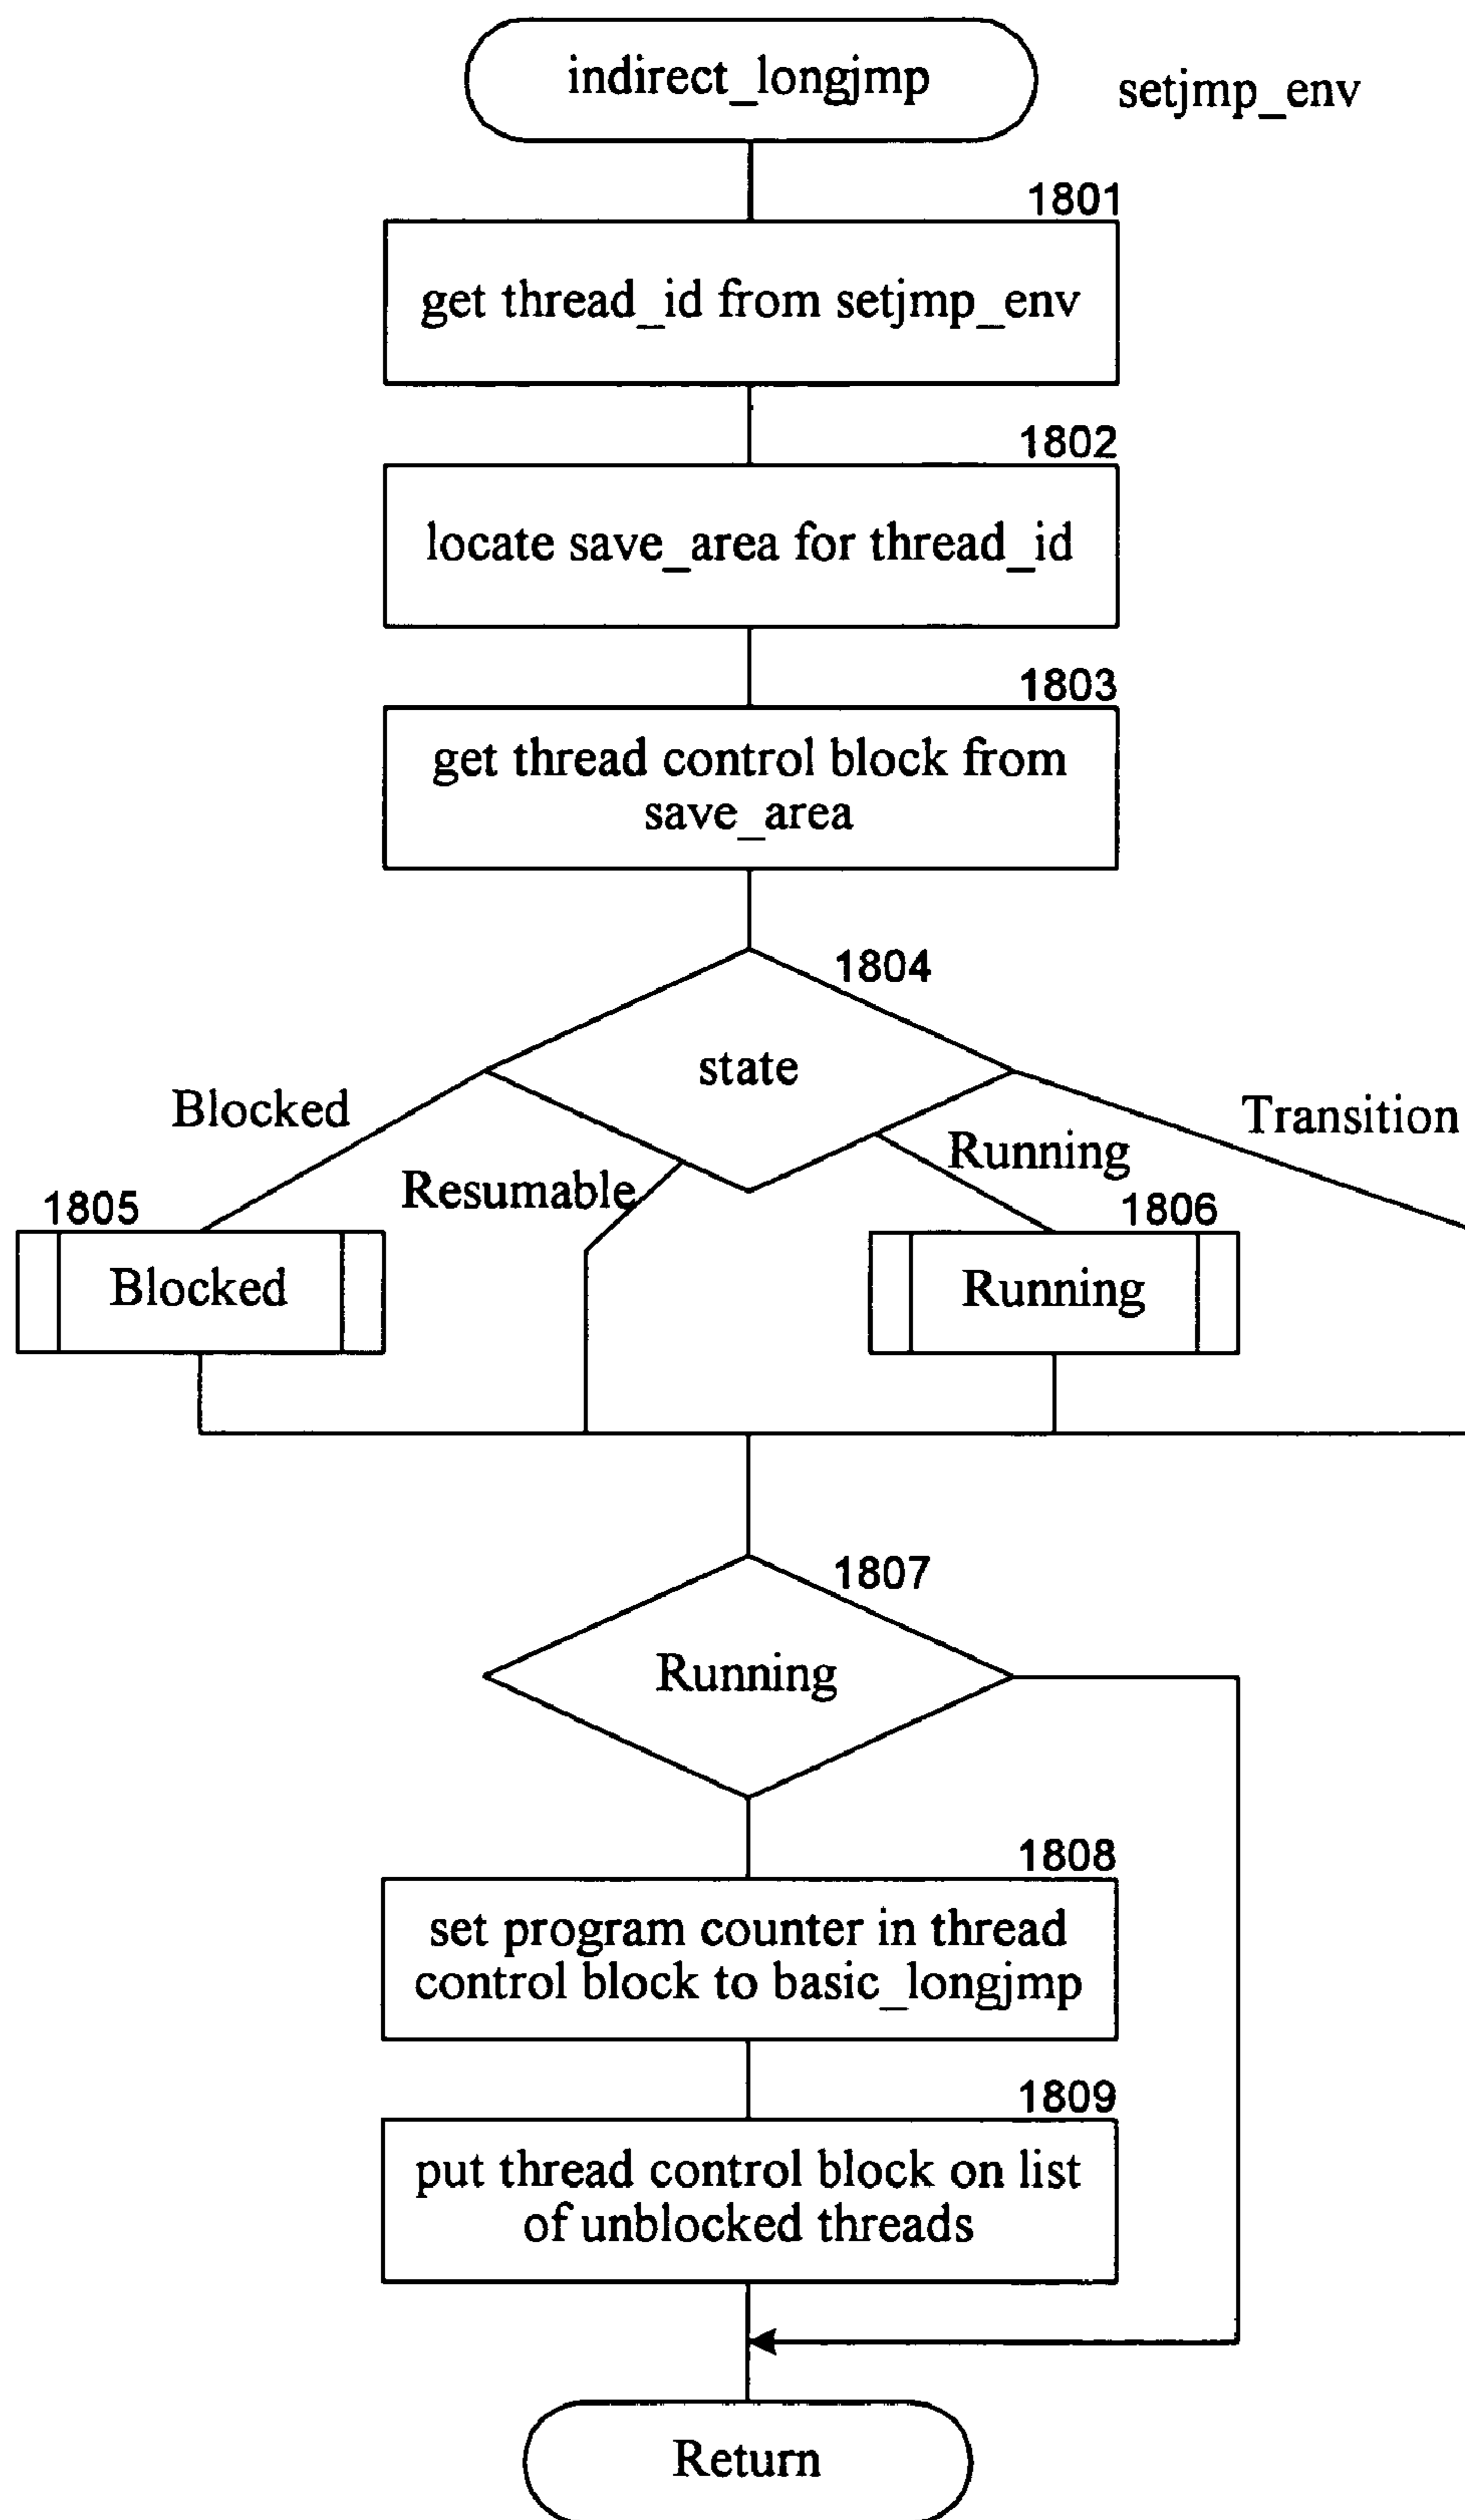 indirect_longjmp
setjmp_env
1801
get thread_id from setjmp_env
1802
locate save_area for thread_id
1803
get thread control block from
save_area
1804
state
Blocked
Transition
Running
Resumable
1805
1806
Blocked
Running
1807
Running
1808
set program counter in thread
control block to basic_longjmp
1809
put thread control block on list
of unblocked threads
Return